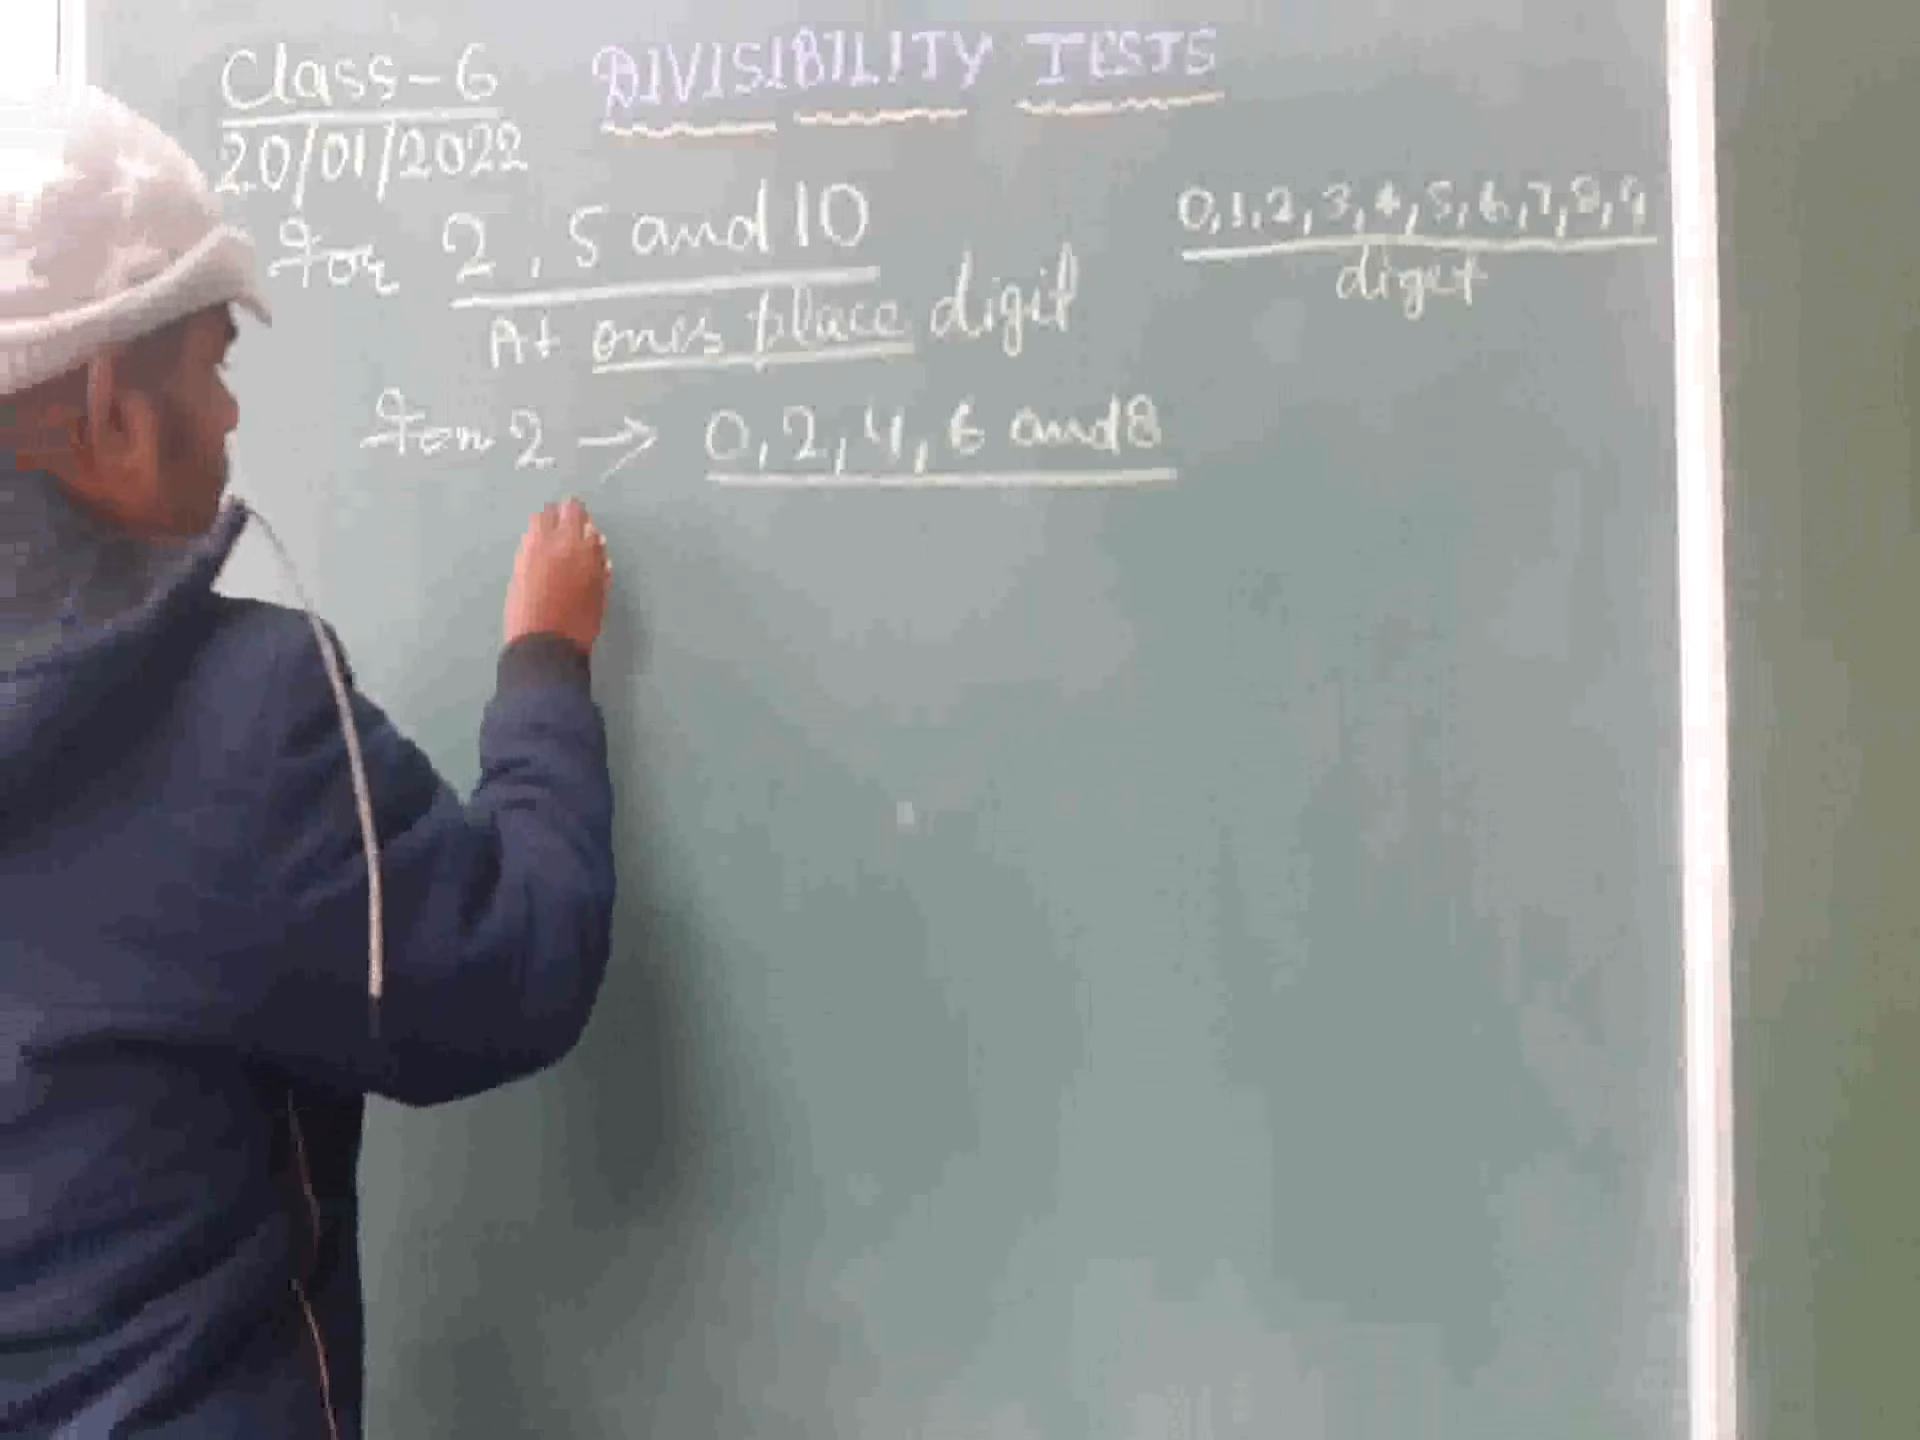 Class-6 DIVISIBILITY TESTS
20/01/2022
For 2, 5 and 10
0,1,2,3,4,5,6,7,8,9
digit
At ones place digit
For 2 → 0, 2, 4, 6 and 8